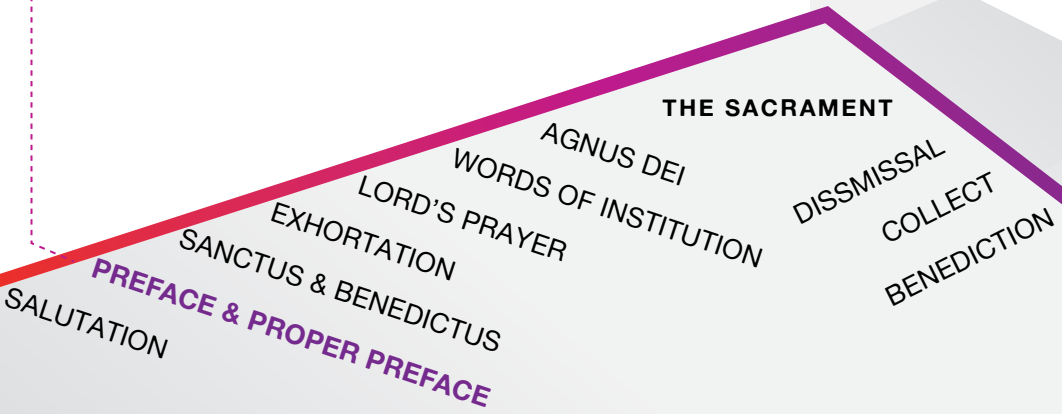 THE SACRAMENT
AGNUS DEI
WORDS OF INSTITUTION
LORD’S PRAYER
EXHORTATION
SANCTUS & BENEDICTUS
PREFACE & PROPER PREFACE
SALUTATION
DISSMISSAL
COLLECT
BENEDICTION